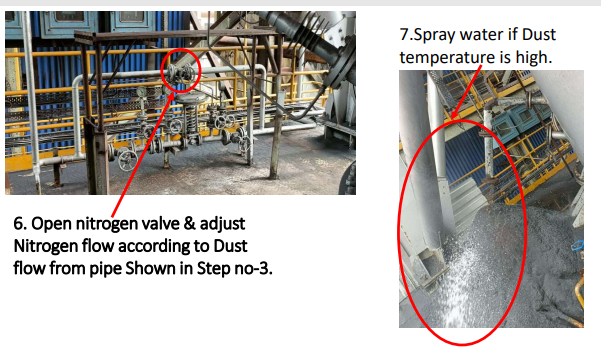 7.Spray water if Dust
temperature is high.
6. Open nitrogen valve & adjust
Nitrogen flow according to Dust
flow from pipe Shown in Step no-3.